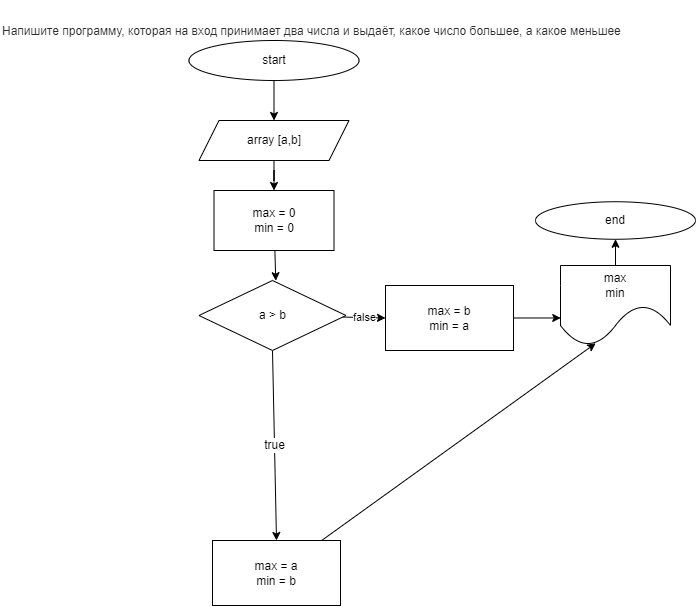 Напишите программу, которая на вход принимает два числа и выдаёт, какое число большее, а какое меньшее
start
array [a,b]
max = 0
min = 0
end
max
min
a > b
false
max = b
min = a
true
max = a
min = b